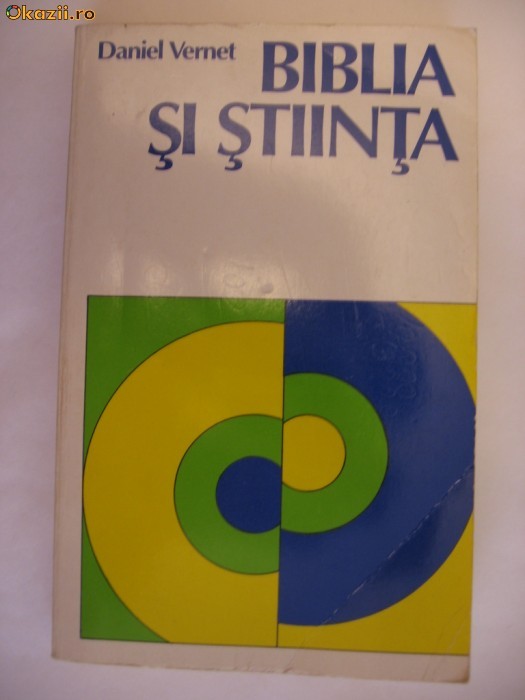 Okazii.ro
Daniel Vernet
BIBLIA
ŞI ŞTIINŢA